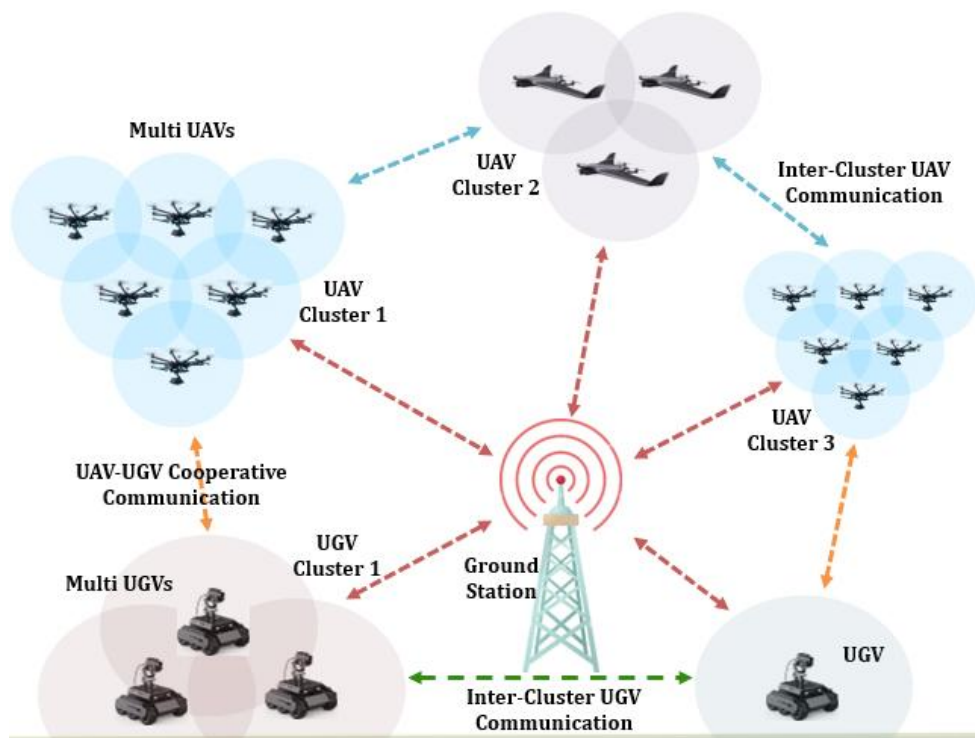 Multi UAVs
UAV
Cluster 2
Inter-Cluster UAV
Communication
UAV
Cluster 1
UAV
Cluster 3
UAV-UGV Cooperative
Communication
UGV
Cluster 1
Ground
Station
Multi UGVs
UGV
Inter-Cluster UGV
Communication